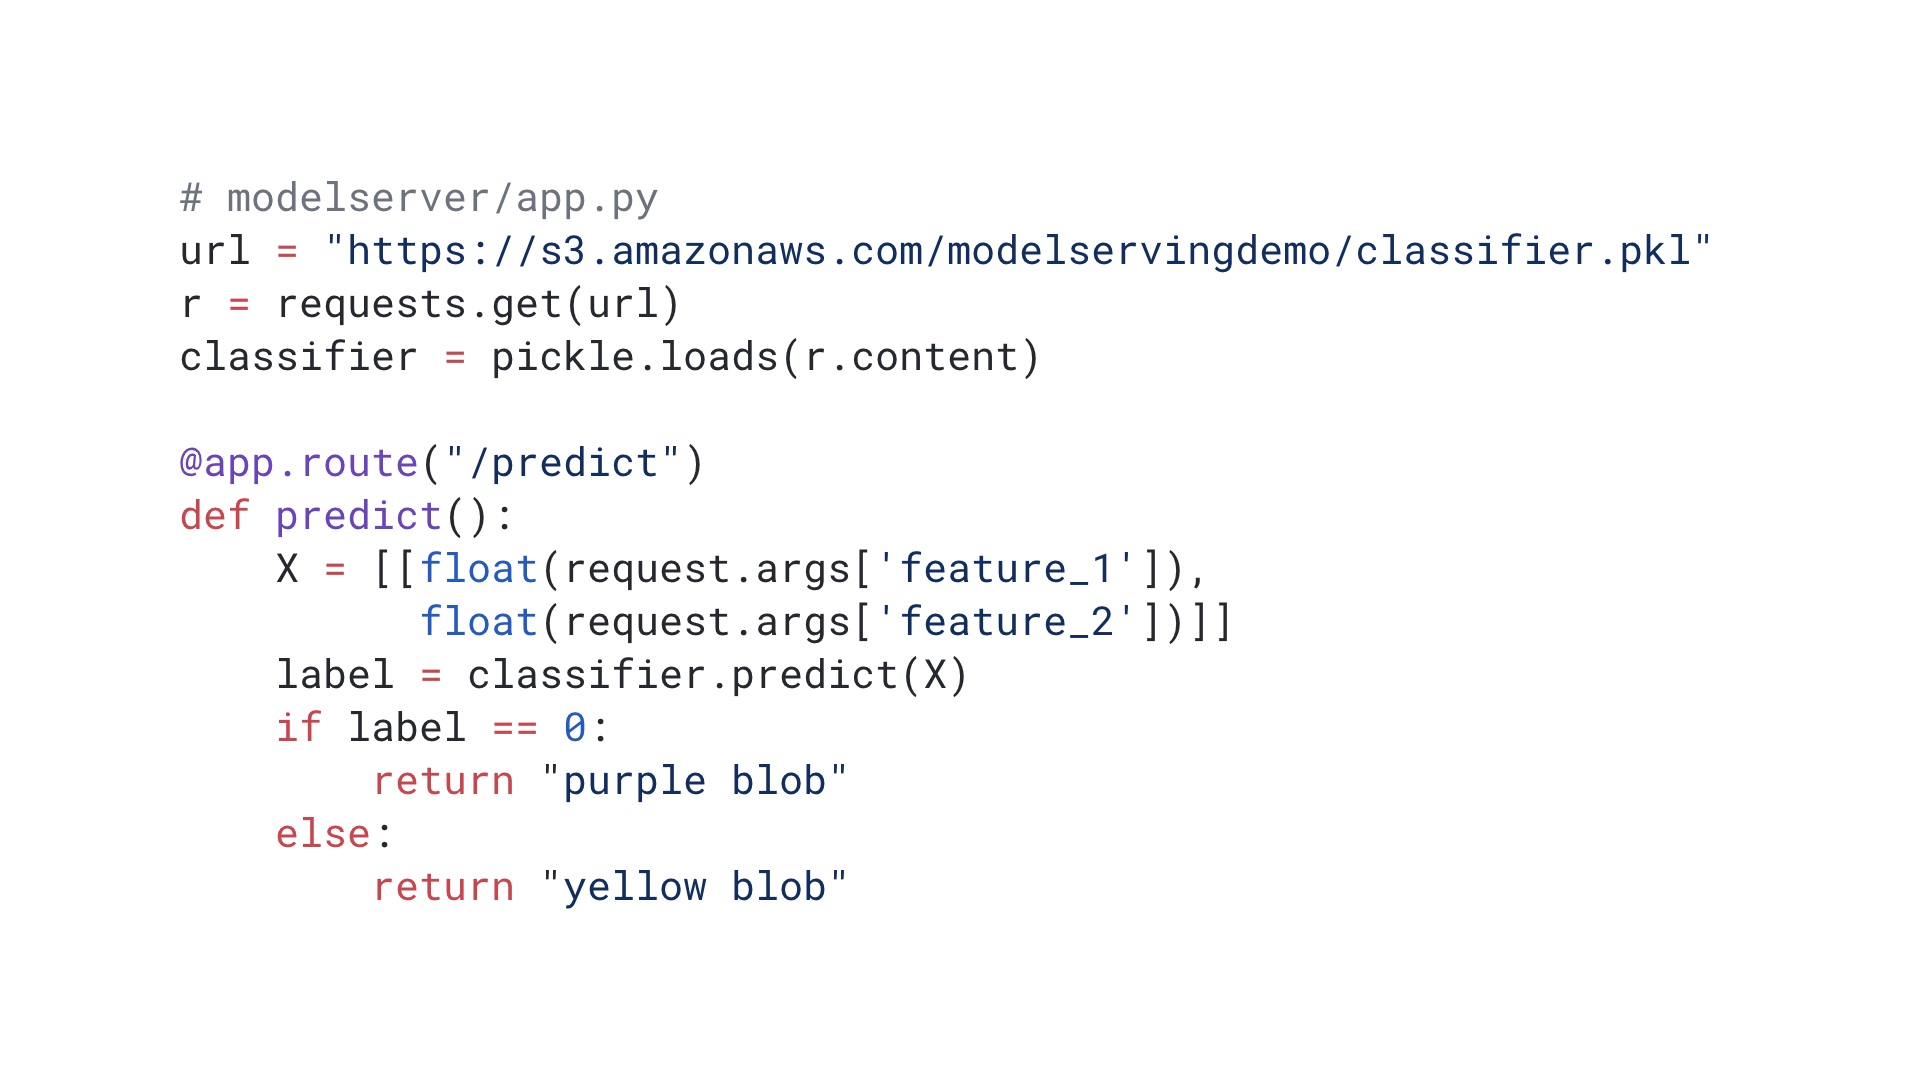 # modelserver/app.py
url = "https://s3.amazonaws.com/modelservingdemo/classifier.pkl"
r = requests.get(url)
classifier = pickle.loads(r.content)

@app.route("/predict")
def predict():
    X = [[float(request.args['feature_1']),
          float(request.args['feature_2'])]]
    label = classifier.predict(X)
    if label == 0:
        return "purple blob"
    else:
        return "yellow blob"